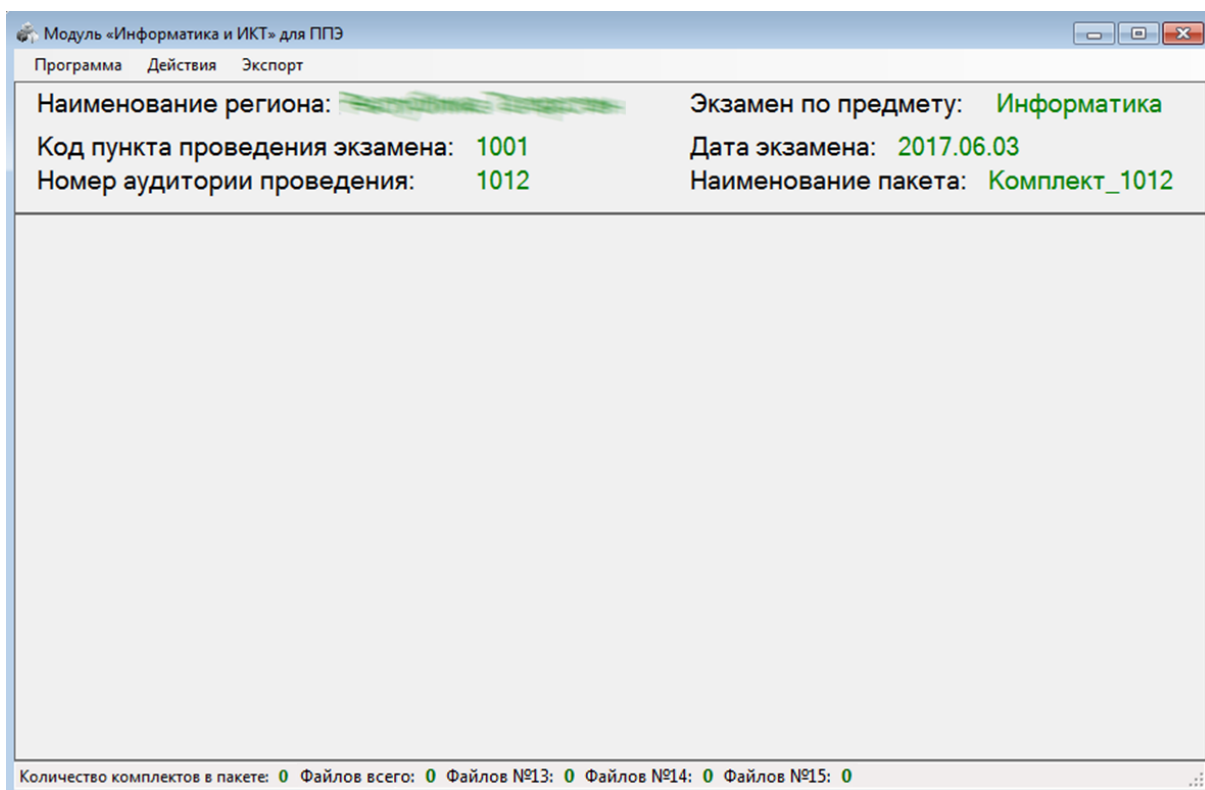 Модуль «Информатика и ИКТ» для ППЭ
Программа Действия Экспорт
Наименование региона:
Экзамен по предмету: Информатика
Код пункта проведения экзамена: 1001
Дата экзамена: 2017.06.03
Номер аудитории проведения: 1012
Наименование пакета: Комплект_1012
Количество комплектов в пакете: 0 Файлов всего: 0 Файлов №13: 0 Файлов №14: 0 Файлов №15: 0